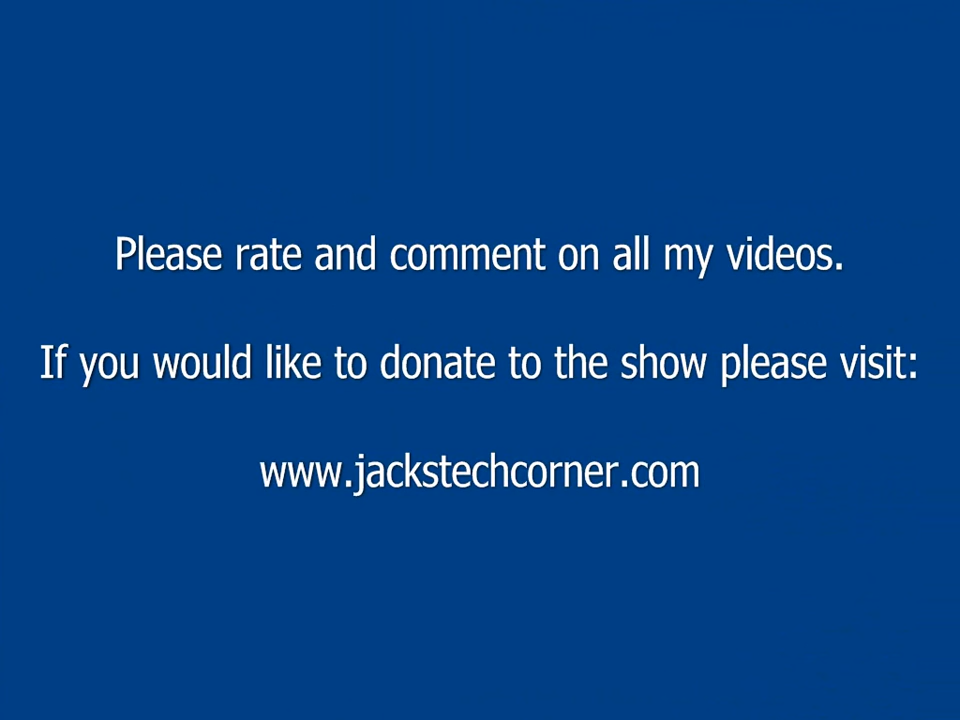 Please rate and comment on all my videos.
If you would like to donate to the show please visit:
www.jackstechcorner.com